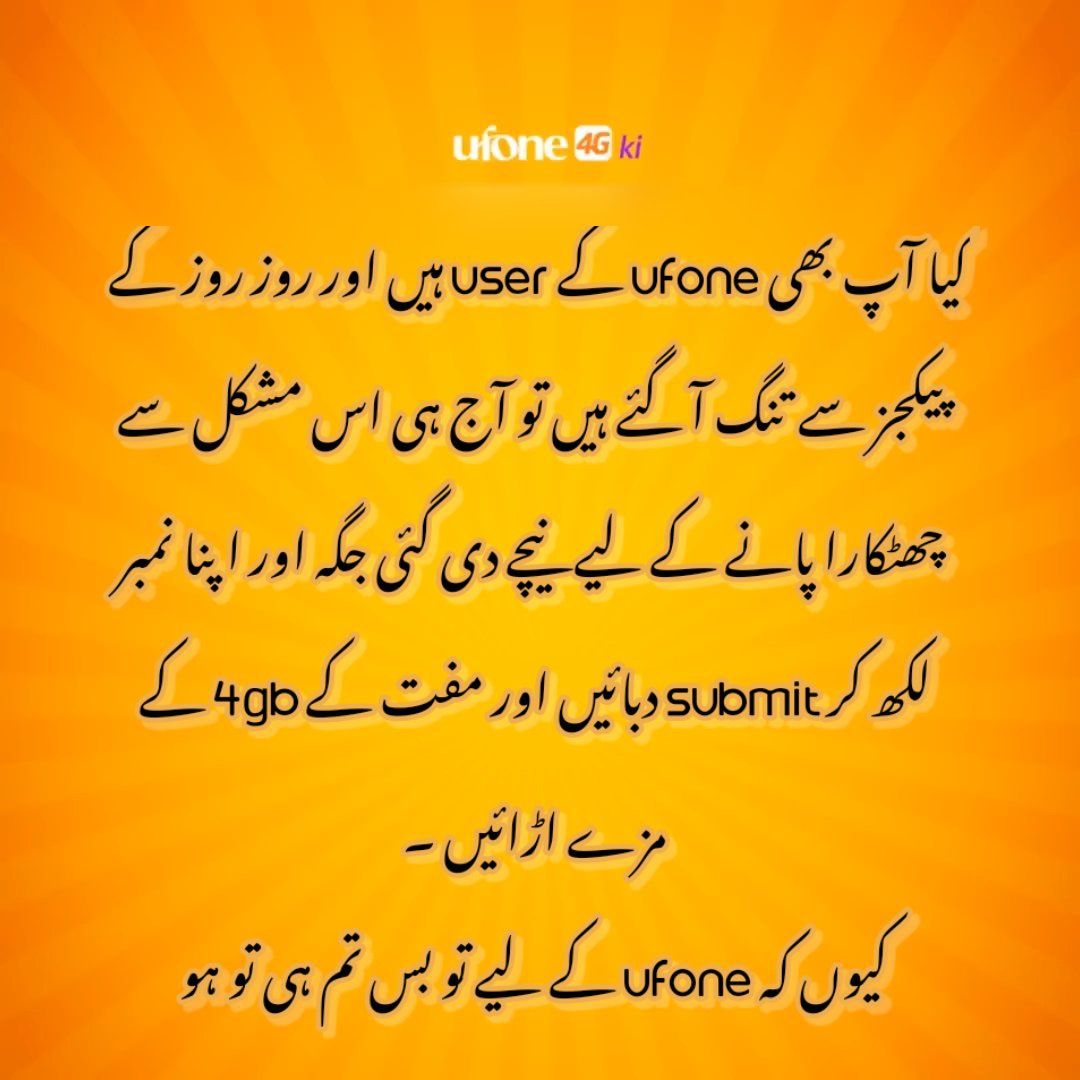 ufone 4G ki
کیا آپ بھی ufone کے user ہیں اور روز روز کے
پیکجز سے تنگ آ گئے ہیں تو آج ہی اس مشکل سے
چھٹکارا پانے کے لیے نیچے دی گئی جگہ اور اپنا نمبر
لکھ کر submit دبائیں اور مفت کے 4gb کے
مزے اڑائیں ۔
کیوں کہ ufone کے لیے تو بس تم ہی تو ہو